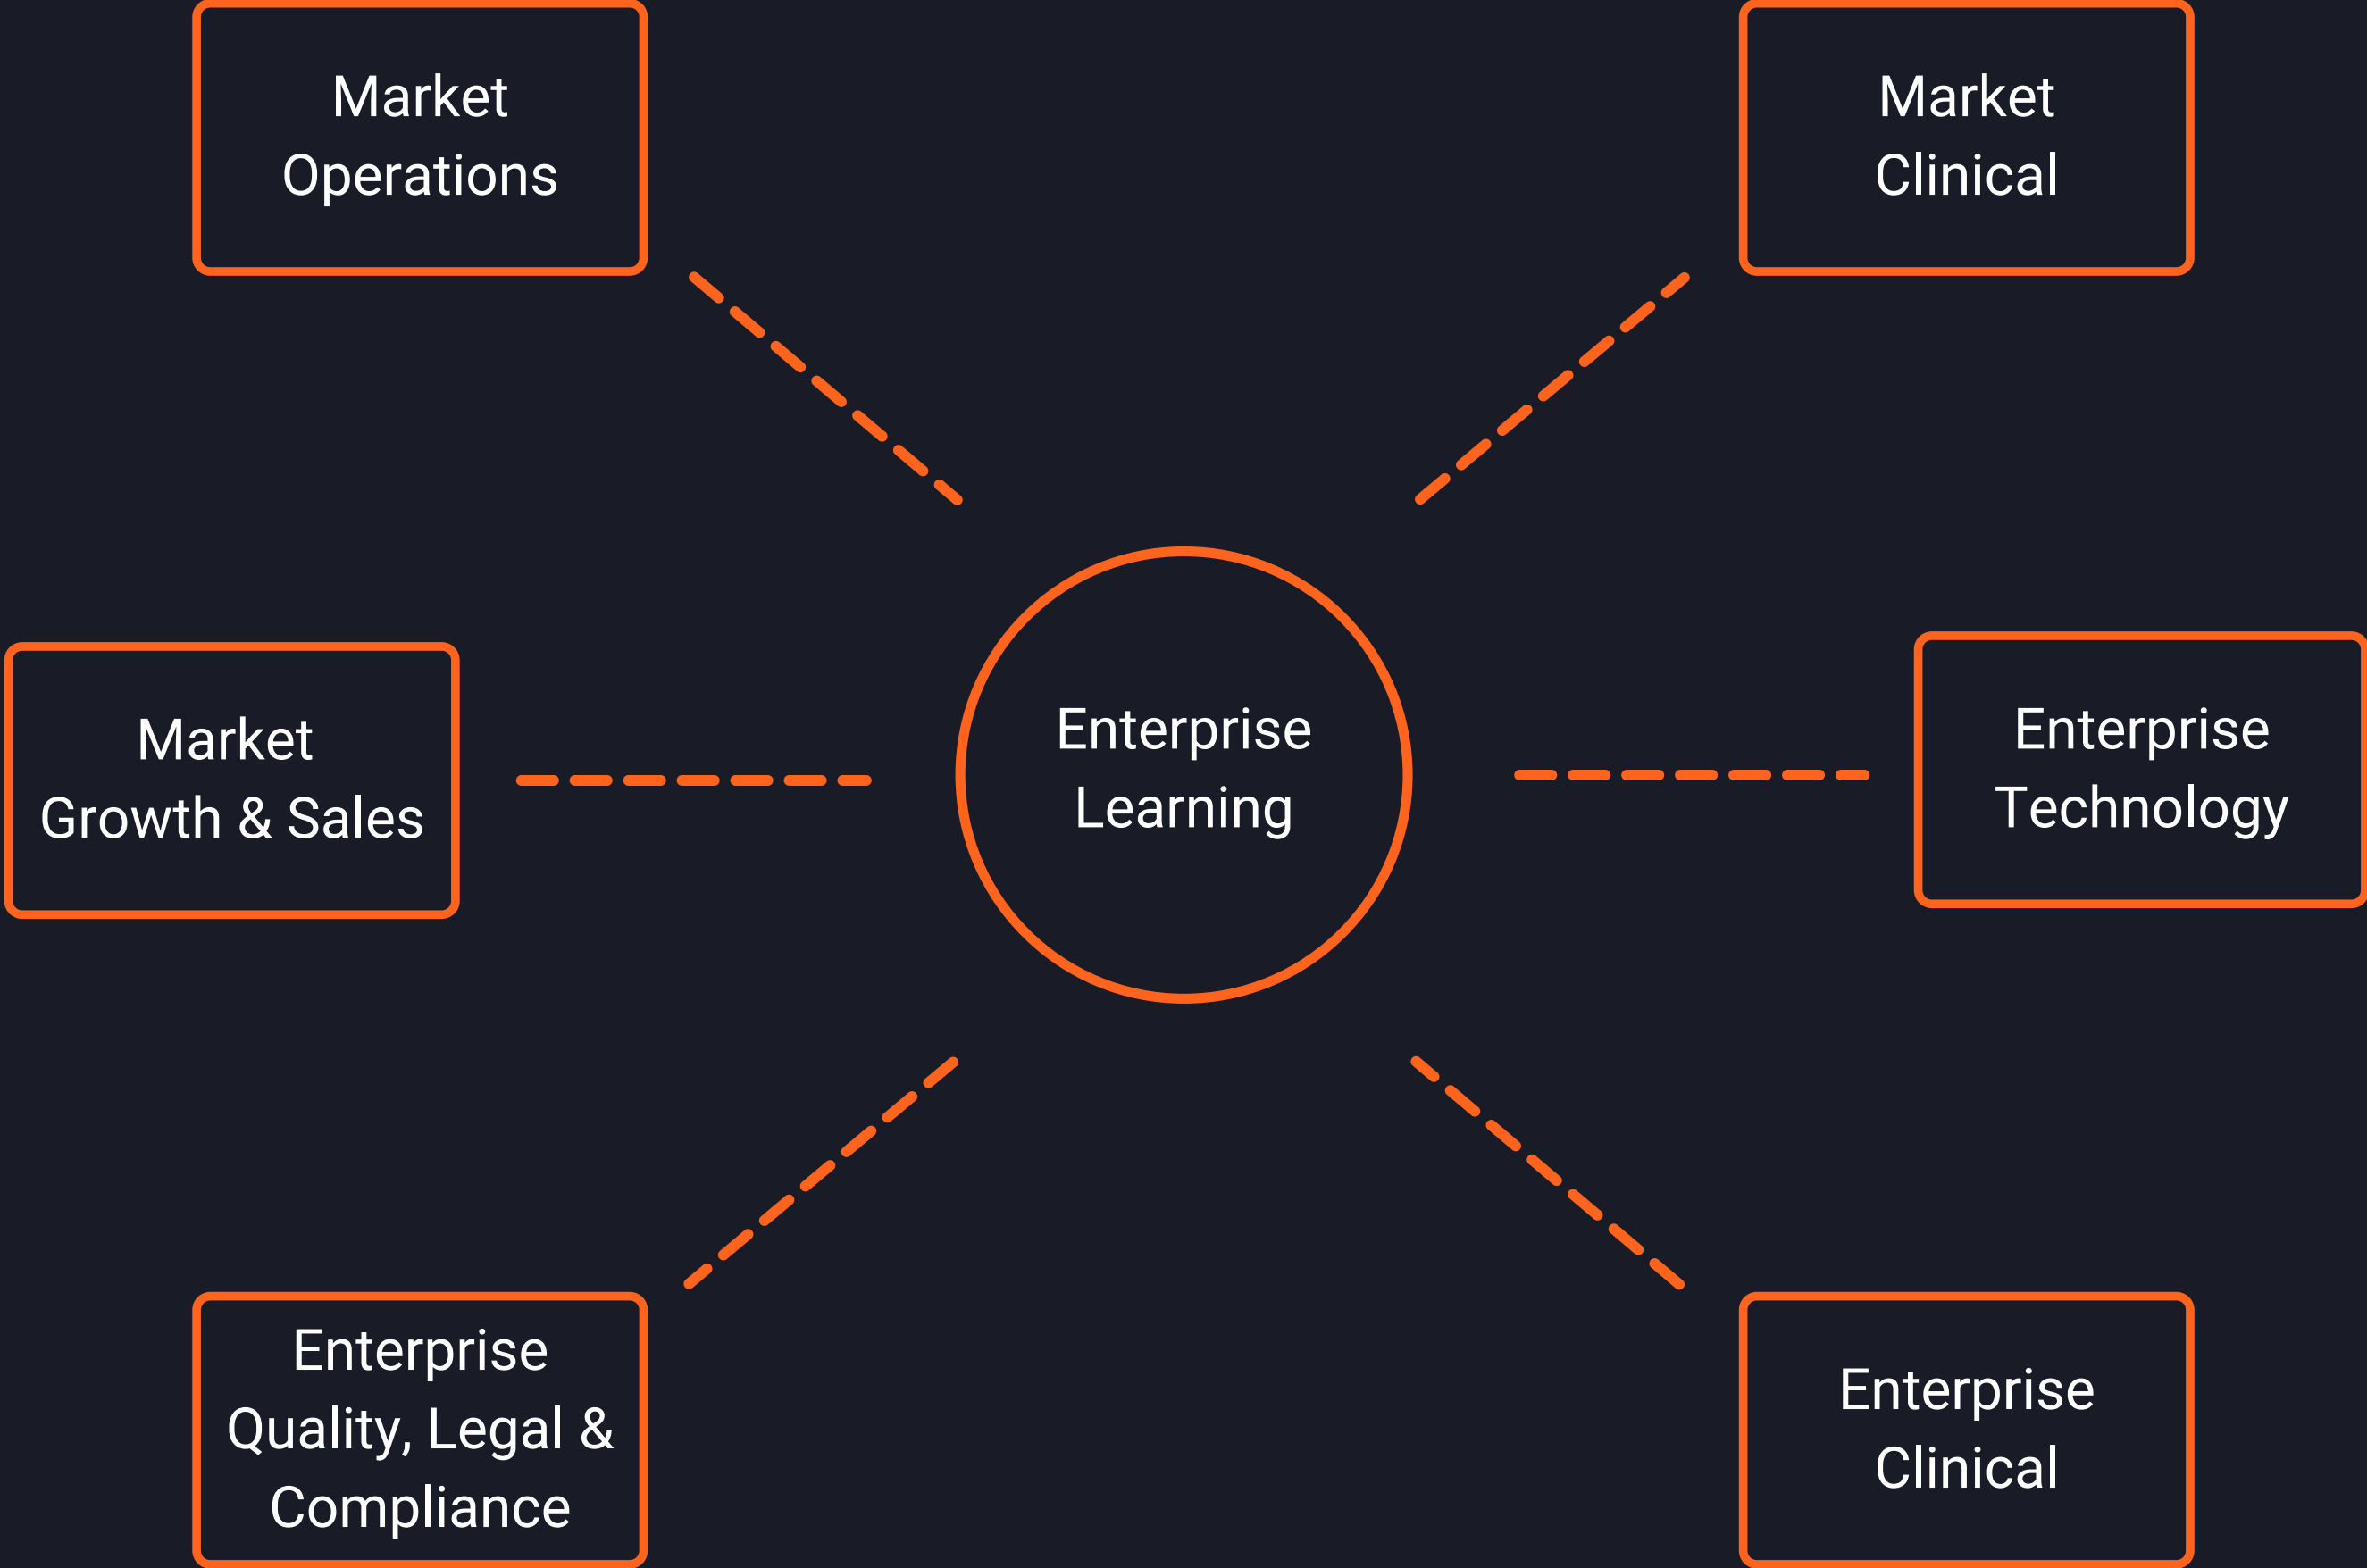 Market
Operations
Market
Clinical
Market
Growth & Sales
Enterprise
Learning
Enterprise
Technology
Enterprise
Quality, Legal &
Compliance
Enterprise
Clinical